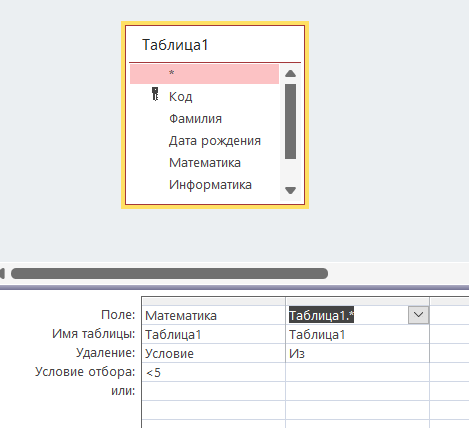 Таблица1
*
Код
Фамилия
Дата рождения
Математика
Информатика
Поле: Математика Таблица1.*
Имя таблицы: Таблица1 Таблица1
Удаление: Условие Из
Условие отбора: <5
или: